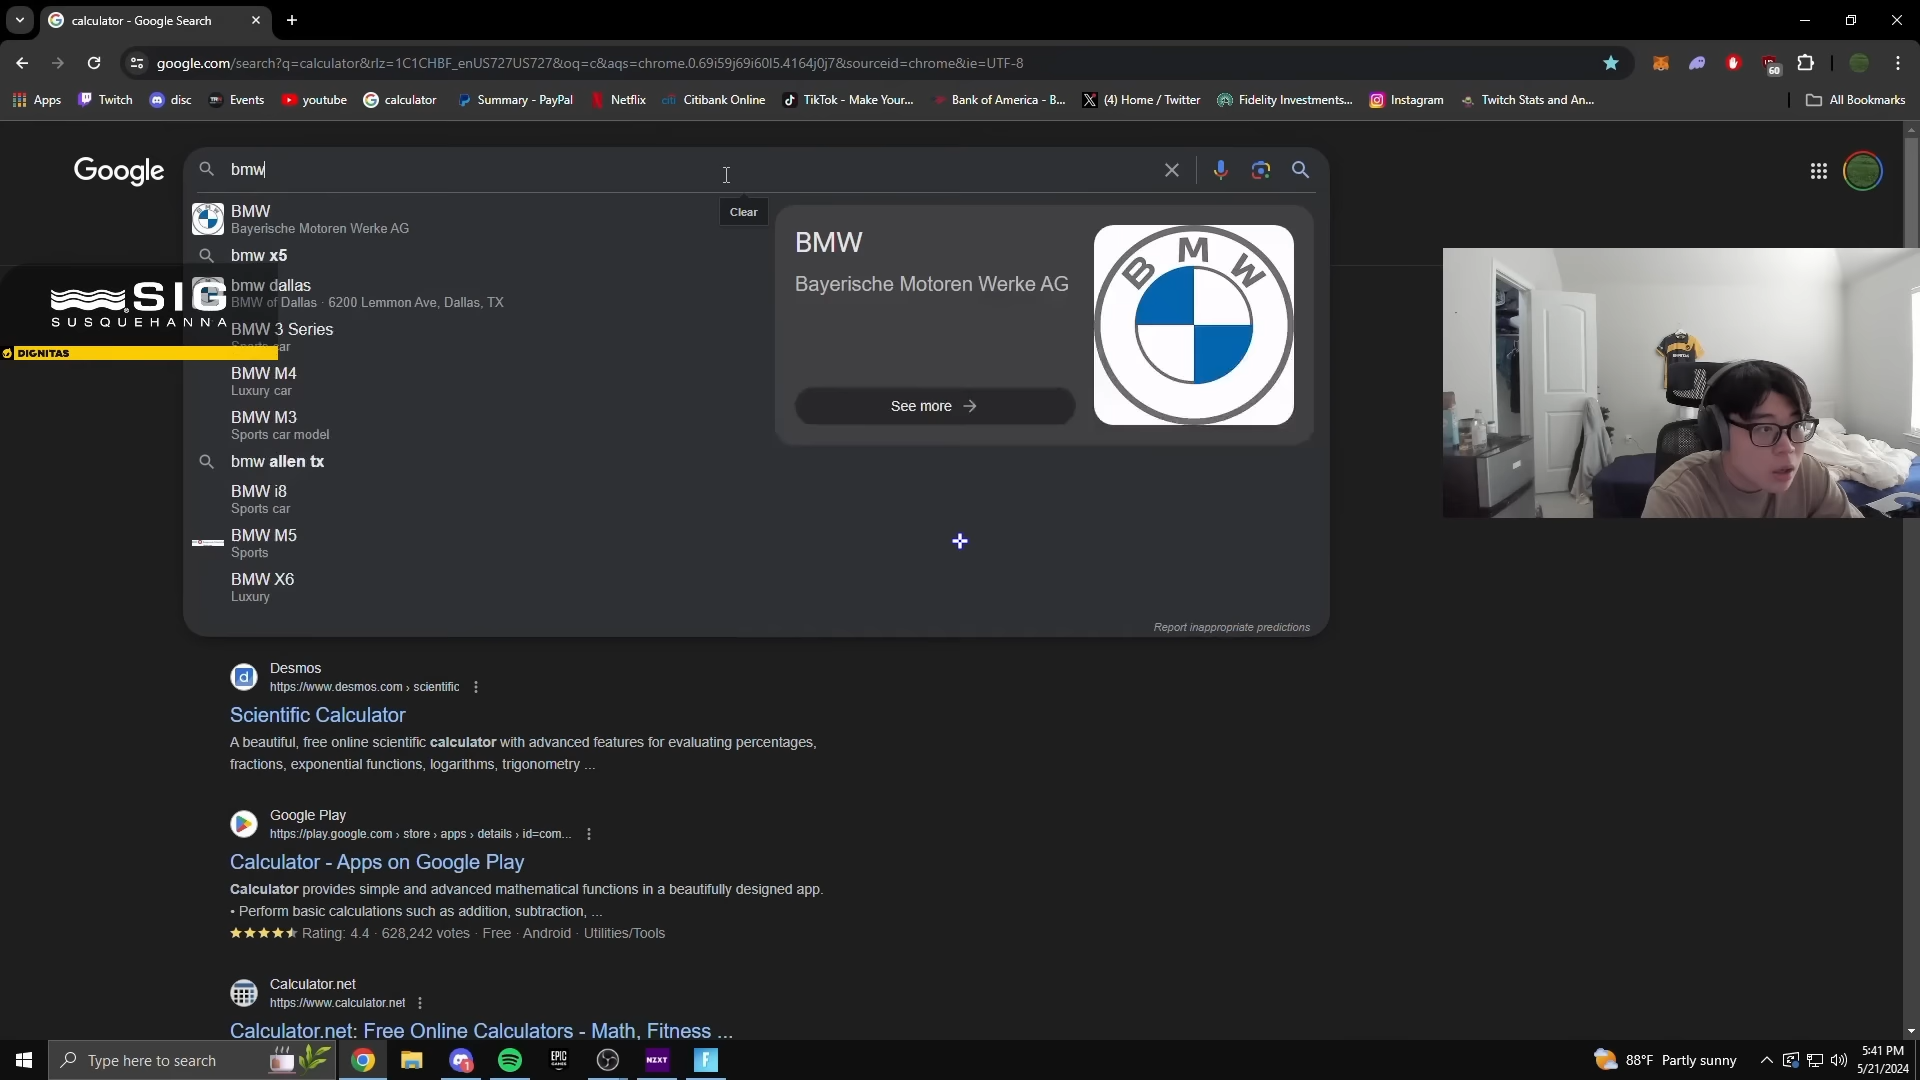 calculator - Google Search
google.com/search?q=calculator&rlz=1C1CHBF_enUS727US727&oq=c&aqs=chrome.0.69i59j69i60l5.4164j0j7&sourceid=chrome&ie=UTF-8
60
Apps Twitch disc Events youtube calculator Summary - PayPal Netflix citi Citibank Online TikTok - Make Your... Bank of America - B... (4) Home / Twitter Fidelity Investments... Instagram Twitch Stats and An... All Bookmarks
Google
bmw
Clear
BMW
Bayerische Motoren Werke AG
bmw x5
bmw dallas
BMW of Dallas · 6200 Lemmon Ave, Dallas, TX
SIG
SUSQUEHANNA
DIGNITAS
BMW 3 Series
Sports car
BMW M4
Luxury car
BMW M3
Sports car model
bmw allen tx
BMW i8
Sports car
BMW M5
Sports
BMW X6
Luxury
BMW
Bayerische Motoren Werke AG
See more
BMW
Report inappropriate predictions
Desmos
https://www.desmos.com › scientific
Scientific Calculator
A beautiful, free online scientific calculator with advanced features for evaluating percentages,
fractions, exponential functions, logarithms, trigonometry ...
Google Play
https://play.google.com › store › apps › details › id=com...
Calculator - Apps on Google Play
Calculator provides simple and advanced mathematical functions in a beautifully designed app.
• Perform basic calculations such as addition, subtraction, ...
Rating: 4.4 · 628,242 votes · Free · Android · Utilities/Tools
Calculator.net
https://www.calculator.net
Calculator.net: Free Online Calculators - Math, Fitness ...
Type here to search
EPIC
GAMES
NZXT
F
88°F Partly sunny
5:41 PM
5/21/2024